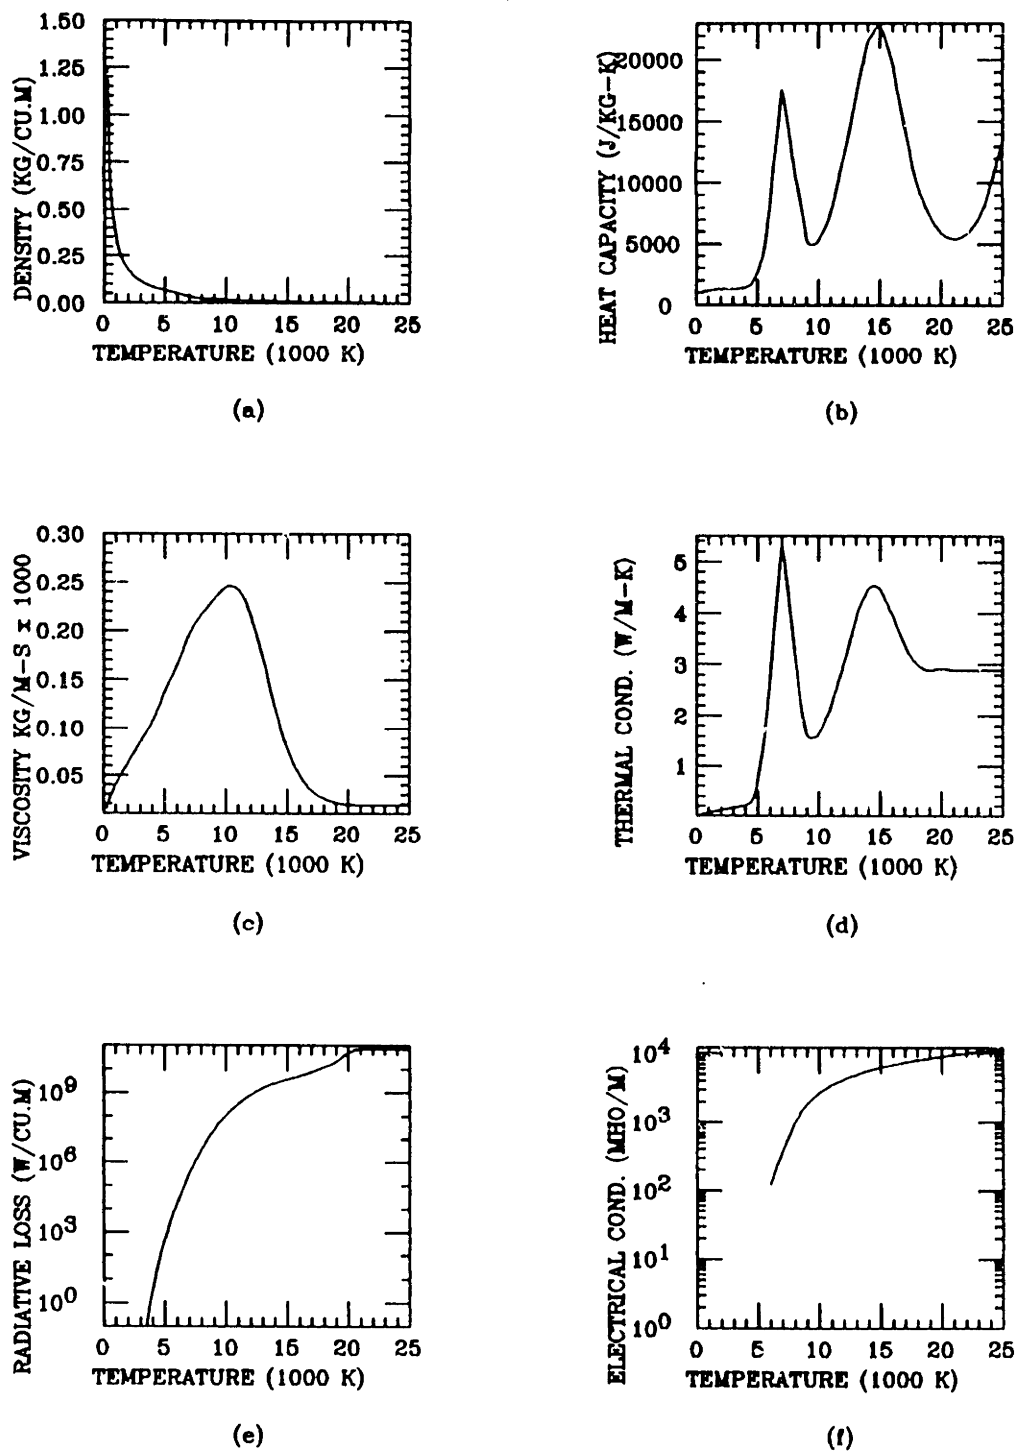 DENSITY (KG/CU.M)
1.50
1.25
1.00
0.75
0.50
0.25
0.00
0 5 10 15 20 25
TEMPERATURE (1000 K)
(a)
HEAT CAPACITY (J/KG-K)
20000
15000
10000
5000
0
0 5 10 15 20 25
TEMPERATURE (1000 K)
(b)
VISCOSITY KG/M-S x 1000
0.30
0.25
0.20
0.15
0.10
0.05
0 5 10 15 20 25
TEMPERATURE (1000 K)
(c)
THERMAL COND. (W/M-K)
5
4
3
2
1
0 5 10 15 20 25
TEMPERATURE (1000 K)
(d)
RADIATIVE LOSS (W/CU.M)
10⁹
10⁶
10³
10⁰
0 5 10 15 20 25
TEMPERATURE (1000 K)
(e)
ELECTRICAL COND. (MHO/M)
10⁴
10³
10²
10¹
10⁰
0 5 10 15 20 25
TEMPERATURE (1000 K)
(f)